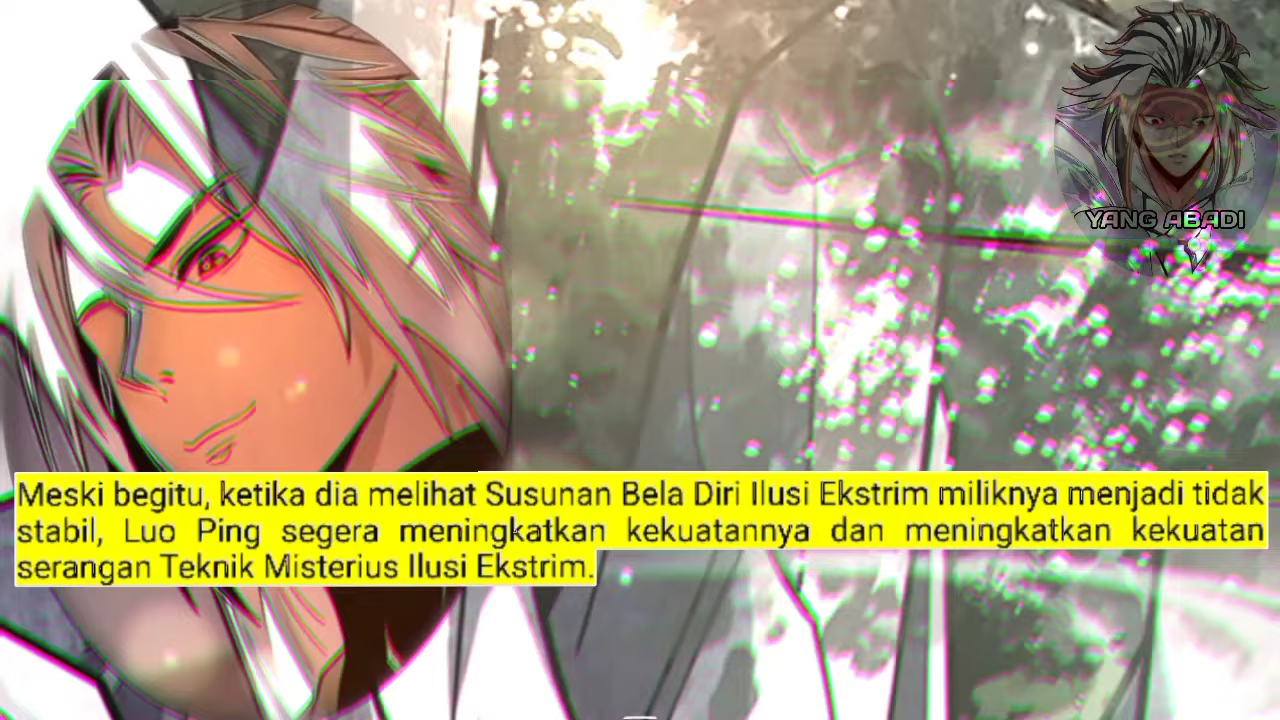 YANG ABADI
Meski begitu, ketika dia melihat Susunan Bela Diri Ilusi Ekstrim miliknya menjadi tidak
stabil, Luo Ping segera meningkatkan kekuatannya dan meningkatkan kekuatan
serangan Teknik Misterius Ilusi Ekstrim.